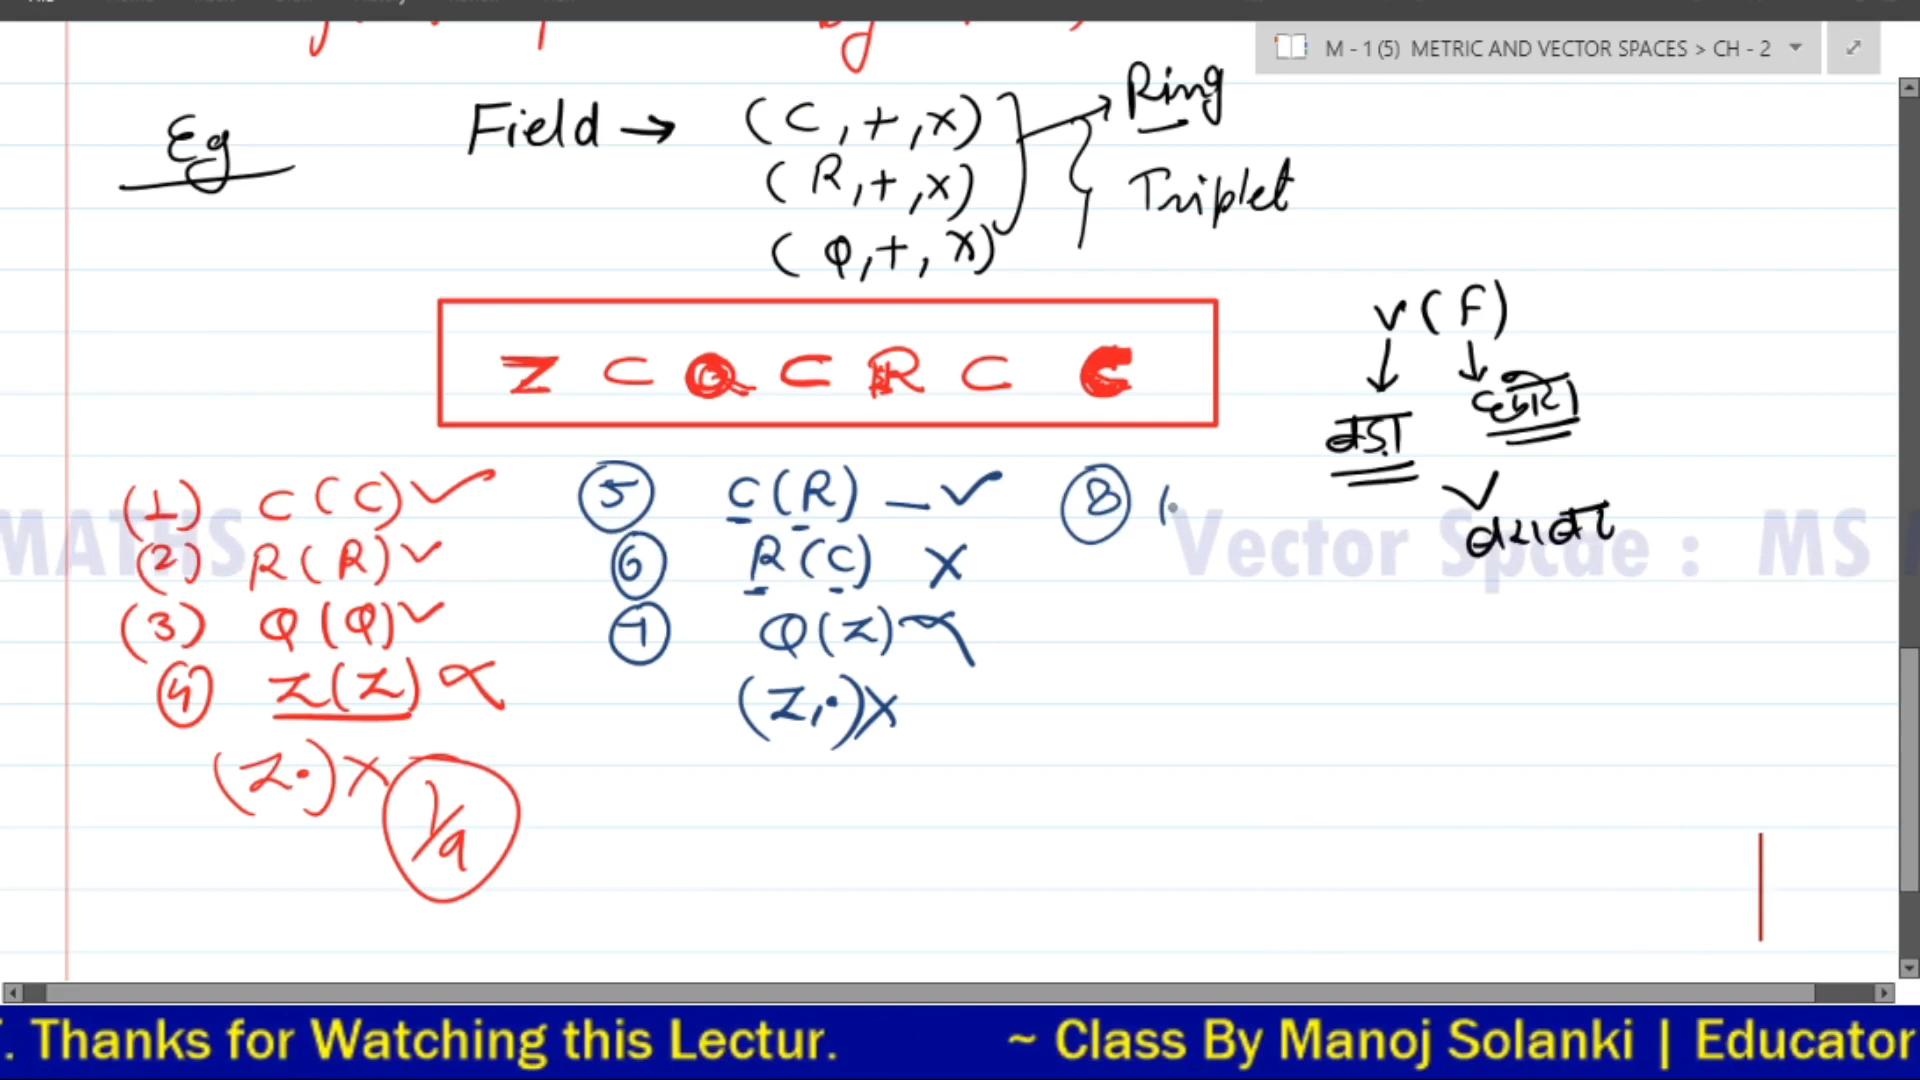 M - 1 (5) METRIC AND VECTOR SPACES > CH - 2
Eg
Field → (C, +, x)
(R, +, x)
(Q, +, x)
Ring
Triplet
Z ⊂ Q ⊂ R ⊂ C
V (F)
बड़ा
छोटा
(1) C (C) ✓
(2) R (R) ✓
(3) Q (Q) ✓
(4) Z (Z) ×
(Z ·) ×
1/a
(5) C (R) – ✓
(6) R (C) ×
(7) Q (Z) ×
(Z, ·) ×
(8) (
MATHS
Vector Space : MS
. Thanks for Watching this Lectur. ~ Class By Manoj Solanki | Educator